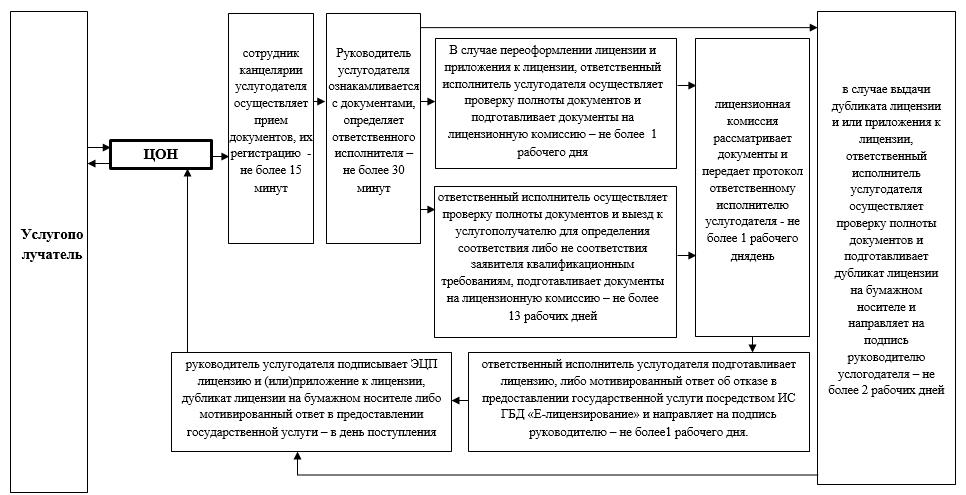 Услугопо
лучатель
ЦОН
сотрудник
канцелярии
услугодателя
осуществляет
прием
документов, их
регистрацию -
не более 15
минут
Руководитель
услугодателя
ознакамливается
с документами,
определяет
ответственного
исполнителя –
не более 30
минут
В случае переоформлении лицензии и
приложения к лицензии, ответственный
исполнитель услугодателя осуществляет
проверку полноты документов и
подготавливает документы на
лицензионную комиссию – не более 1
рабочего дня
ответственный исполнитель осуществляет
проверку полноты документов и выезд к
услугополучателю для определения
соответствия либо не соответствия
заявителя квалификационным
требованиям, подготавливает документы
на лицензионную комиссию – не более
13 рабочих дней
лицензионная
комиссия
рассматривает
документы и
передает протокол
ответственному
исполнителю
услугодателя - не
более 1 рабочего
днядень
в случае выдачи
дубликата лицензии
и или приложения к
лицензии,
ответственный
исполнитель
услугодателя
осуществляет
проверку полноты
документов и
подготавливает
дубликат лицензии
на бумажном
носителе и
направляет на
подпись
руководителю
услогодателя – не
более 2 рабочих дней
руководитель услугодателя подписывает ЭЦП
лицензию и (или)приложение к лицензии,
дубликат лицензии на бумажном носителе либо
мотивированный ответ в предоставлении
государственной услуги – в день поступления
ответственный исполнитель услугодателя подготавливает
лицензию, либо мотивированный ответ об отказе в
предоставлении государственной услуги посредством ИС
ГБД «Е-лицензирование» и направляет на подпись
руководителю – не более1 рабочего дня.